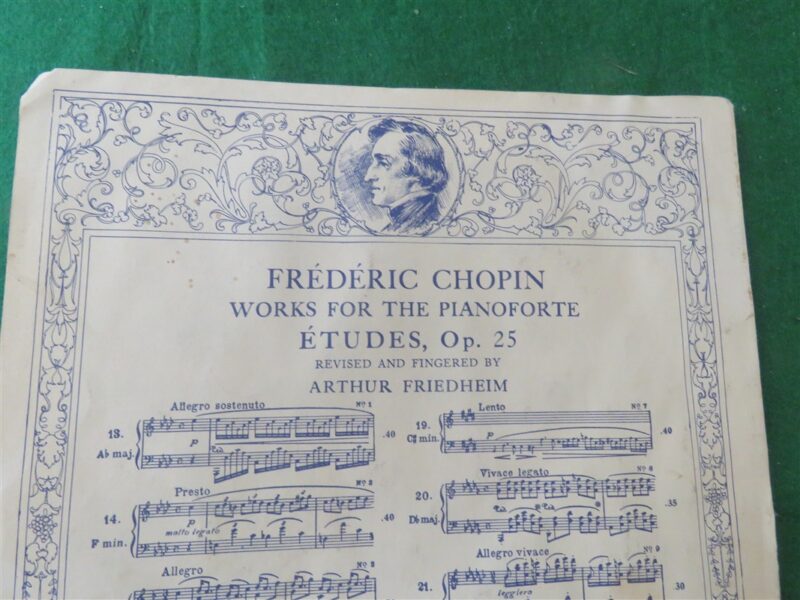 FRÉDÉRIC CHOPIN
WORKS FOR THE PIANOFORTE
ÉTUDES, Op. 25
REVISED AND FINGERED BY
ARTHUR FRIEDHEIM
Allegro sostenuto No 1
13.
p
.40
A♭ maj.
Presto No 2
14.
p
molto legato
.40
F min.
Allegro No 3
Lento No 7
19.
p
.40
C♯ min.
Vivace legato No 8
20.
.35
D♭ maj.
Allegro vivace No 9
21.
leggiero
30